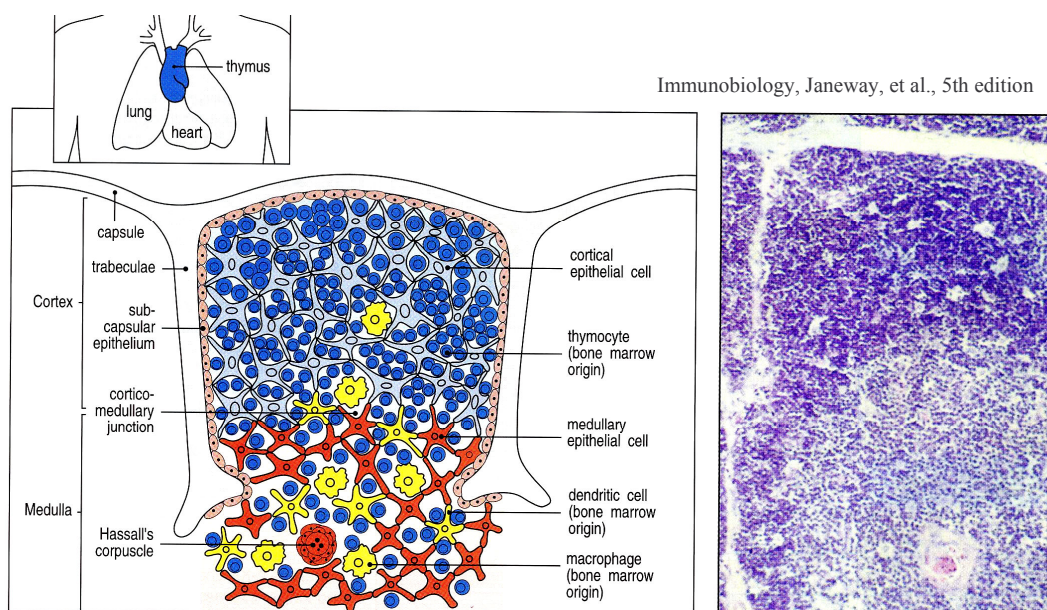 thymus
lung
heart
Immunobiology, Janeway, et al., 5th edition
capsule
trabeculae
Cortex
sub-
capsular
epithelium
cortico-
medullary
junction
Medulla
Hassall's
corpuscle
cortical
epithelial cell
thymocyte
(bone marrow
origin)
medullary
epithelial cell
dendritic cell
(bone marrow
origin)
macrophage
(bone marrow
origin)